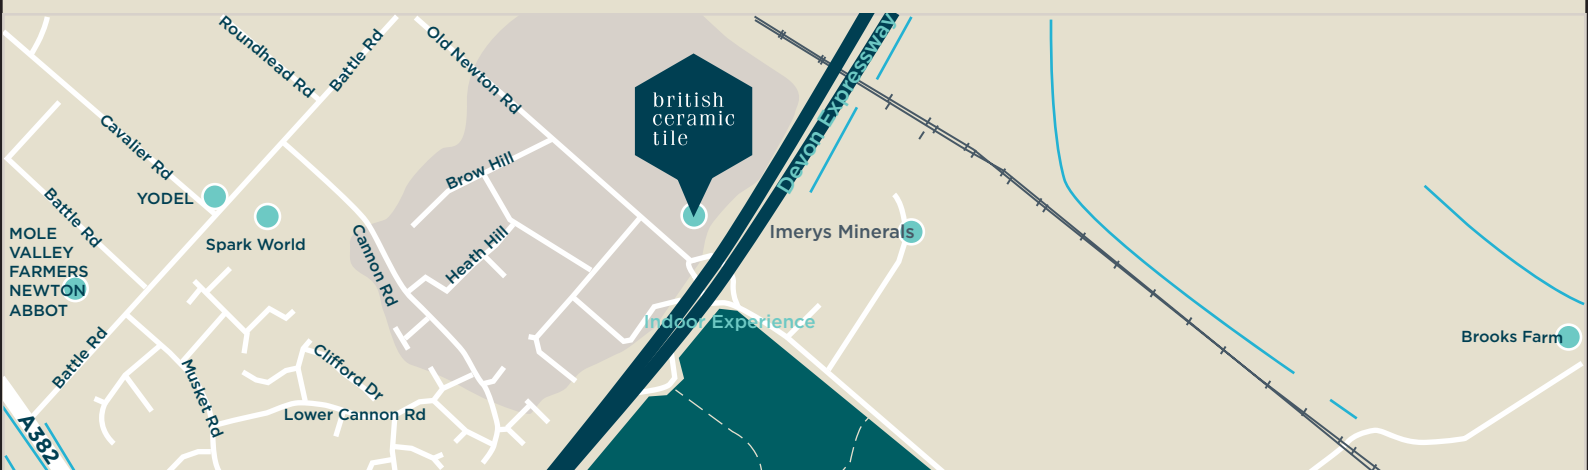 Roundhead Rd
Battle Rd
Old Newton Rd
Devon Expressway
british
ceramic
tile
Cavalier Rd
Brow Hill
YODEL
Battle Rd
Spark World
MOLE
VALLEY
FARMERS
NEWTON
ABBOT
Cannon Rd
Heath Hill
Imerys Minerals
Indoor Experience
Brooks Farm
Battle Rd
Musket Rd
Clifford Dr
Lower Cannon Rd
A382